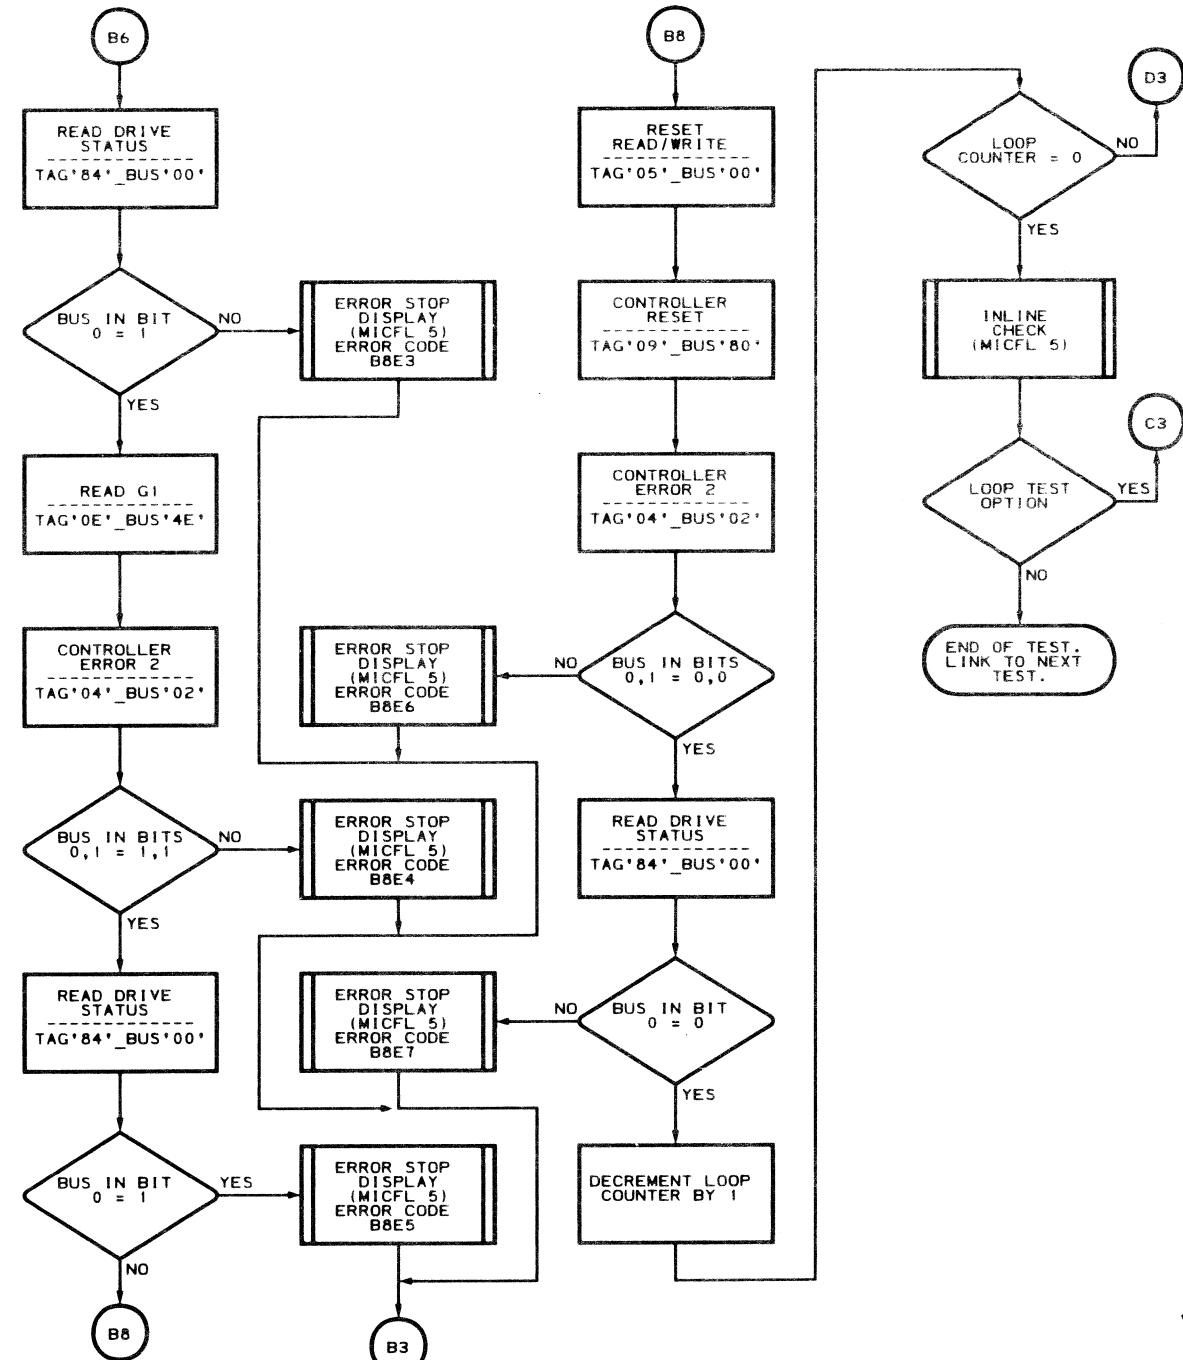 B6
READ DRIVE
STATUS
TAG'84'_BUS'00'
BUS IN BIT
0 = 1
NO
YES
ERROR STOP
DISPLAY
(MICFL 5)
ERROR CODE
B8E3
READ G1
TAG'0E'_BUS'4E'
CONTROLLER
ERROR 2
TAG'04'_BUS'02'
BUS IN BITS
0,1 = 1,1
NO
YES
ERROR STOP
DISPLAY
(MICFL 5)
ERROR CODE
B8E4
READ DRIVE
STATUS
TAG'84'_BUS'00'
BUS IN BIT
0 = 1
YES
NO
ERROR STOP
DISPLAY
(MICFL 5)
ERROR CODE
B8E5
B8
B3
B8
RESET
READ/WRITE
TAG'05'_BUS'00'
CONTROLLER
RESET
TAG'09'_BUS'80'
CONTROLLER
ERROR 2
TAG'04'_BUS'02'
BUS IN BITS
0,1 = 0,0
NO
YES
ERROR STOP
DISPLAY
(MICFL 5)
ERROR CODE
B8E6
READ DRIVE
STATUS
TAG'84'_BUS'00'
BUS IN BIT
0 = 0
NO
YES
ERROR STOP
DISPLAY
(MICFL 5)
ERROR CODE
B8E7
DECREMENT LOOP
COUNTER BY 1
D3
LOOP
COUNTER = 0
NO
YES
INLINE
CHECK
(MICFL 5)
C3
LOOP TEST
OPTION
YES
NO
END OF TEST.
LINK TO NEXT
TEST.